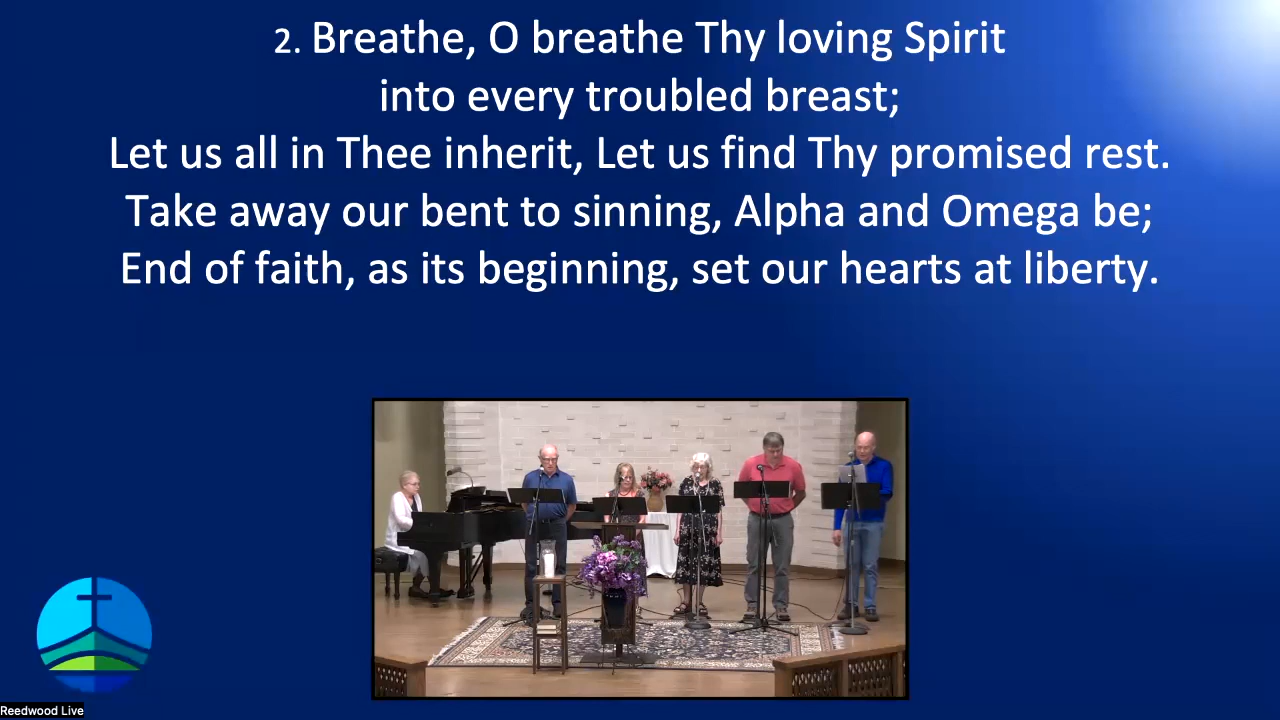 2. Breathe, O breathe Thy loving Spirit
into every troubled breast;
Let us all in Thee inherit, Let us find Thy promised rest.
Take away our bent to sinning, Alpha and Omega be;
End of faith, as its beginning, set our hearts at liberty.
Reedwood Live